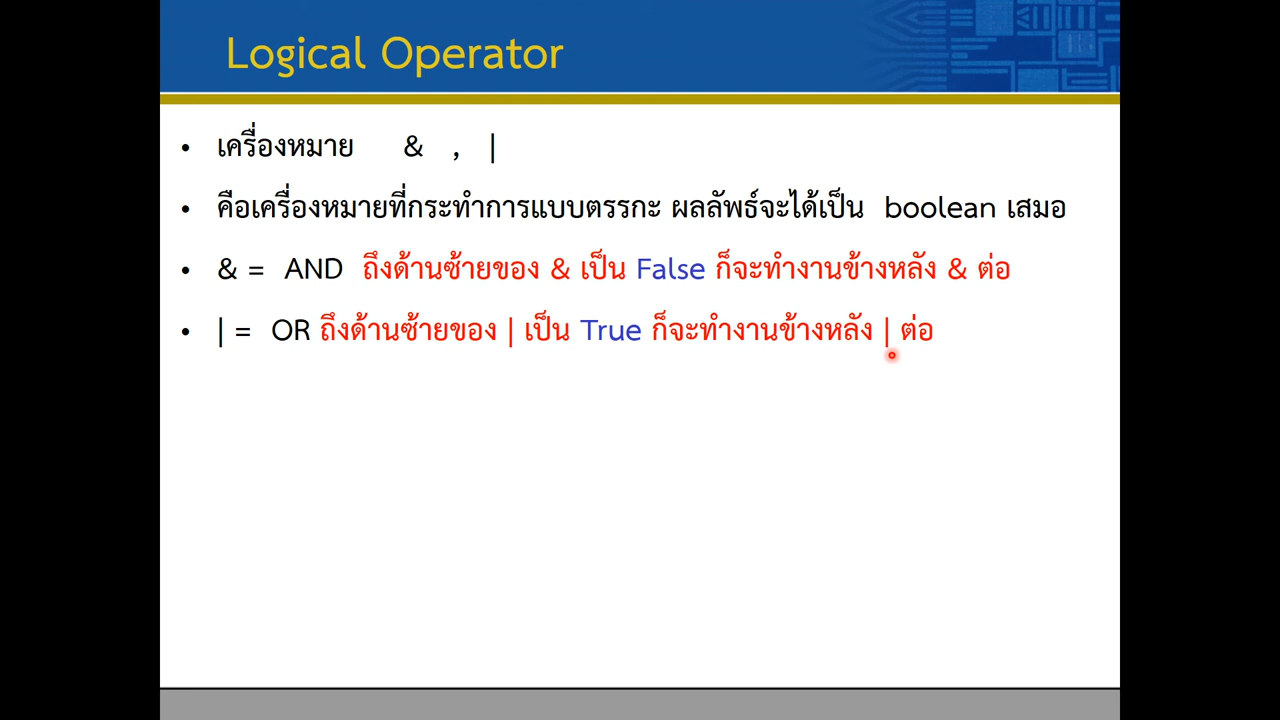 Logical Operator
• เครื่องหมาย & , |
• คือเครื่องหมายที่กระทำการแบบตรรกะ ผลลัพธ์จะได้เป็น boolean เสมอ
• & = AND ถึงด้านซ้ายของ & เป็น False ก็จะทำงานข้างหลัง & ต่อ
• | = OR ถึงด้านซ้ายของ | เป็น True ก็จะทำงานข้างหลัง | ต่อ